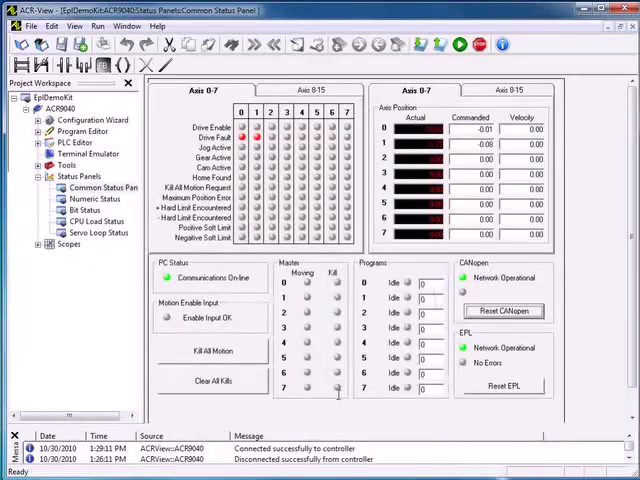 ACR-View - [EplDemoKit:ACR9040:Status Panels:Common Status Panel ]
File Edit View Run Window Help
Project Workspace
EplDemoKit
ACR9040
Configuration Wizard
Program Editor
PLC Editor
Terminal Emulator
Tools
Status Panels
Common Status Pan
Numeric Status
Bit Status
CPU Load Status
Servo Loop Status
Scopes
Axis 0-7 Axis 8-15
0 1 2 3 4 5 6 7
Drive Enable
Drive Fault
Jog Active
Gear Active
Cam Active
Home Found
Kill All Motion Request
Maximum Position Error
+ Hard Limit Encountered
- Hard Limit Encountered
Positive Soft Limit
Negative Soft Limit
Axis 0-7 Axis 8-15
Axis Position
Actual Commanded Velocity
0 -0.01 0.00
1 -0.08 0.00
2 0.00 0.00
3 0.00 0.00
4 0.00 0.00
5 0.00 0.00
6 0.00 0.00
7 0.00 0.00
PC Status
Communications On-line
Motion Enable Input
Enable Input OK
Kill All Motion
Clear All Kills
Master
Moving Kill
0
1
2
3
4
5
6
7
Programs
0 Idle 0
1 Idle 0
2 Idle 0
3 Idle 0
4 Idle 0
5 Idle 0
6 Idle 0
7 Idle 0
CANopen
Network Operational
Reset CANopen
EPL
Network Operational
No Errors
Reset EPL
Messa
Date Time Source Message
10/30/2010 1:29:11 PM ACRView::ACR9040 Connected successfully to controller
10/30/2010 1:26:11 PM ACRView::ACR9040 Disconnected successfully from controller
Ready